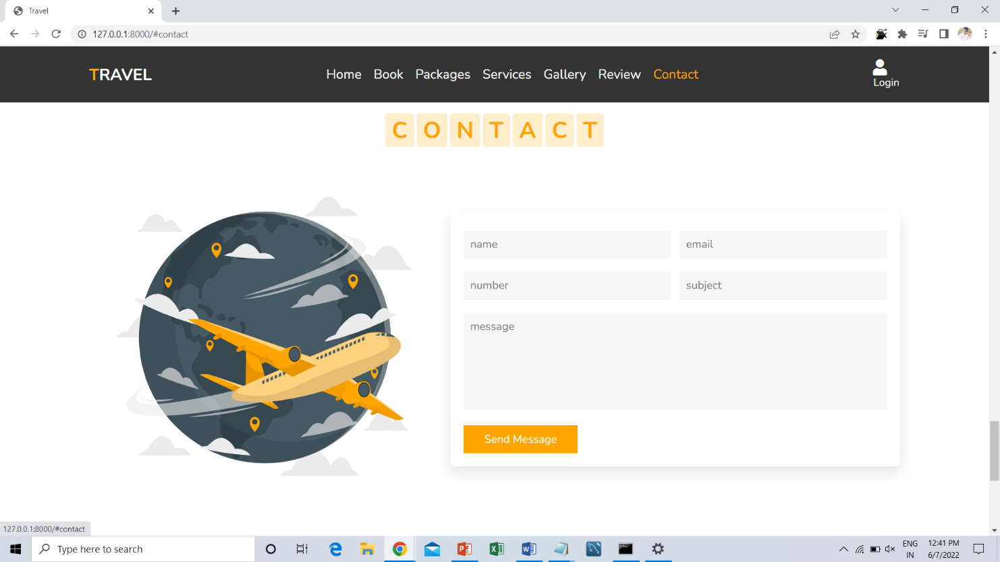 Travel
127.0.0.1:8000/#contact
TRAVEL
Home Book Packages Services Gallery Review Contact
Login
CONTACT
name email
number subject
message
Send Message
127.0.0.1:8000/#contact
Type here to search
ENG
IN
12:41 PM
6/7/2022